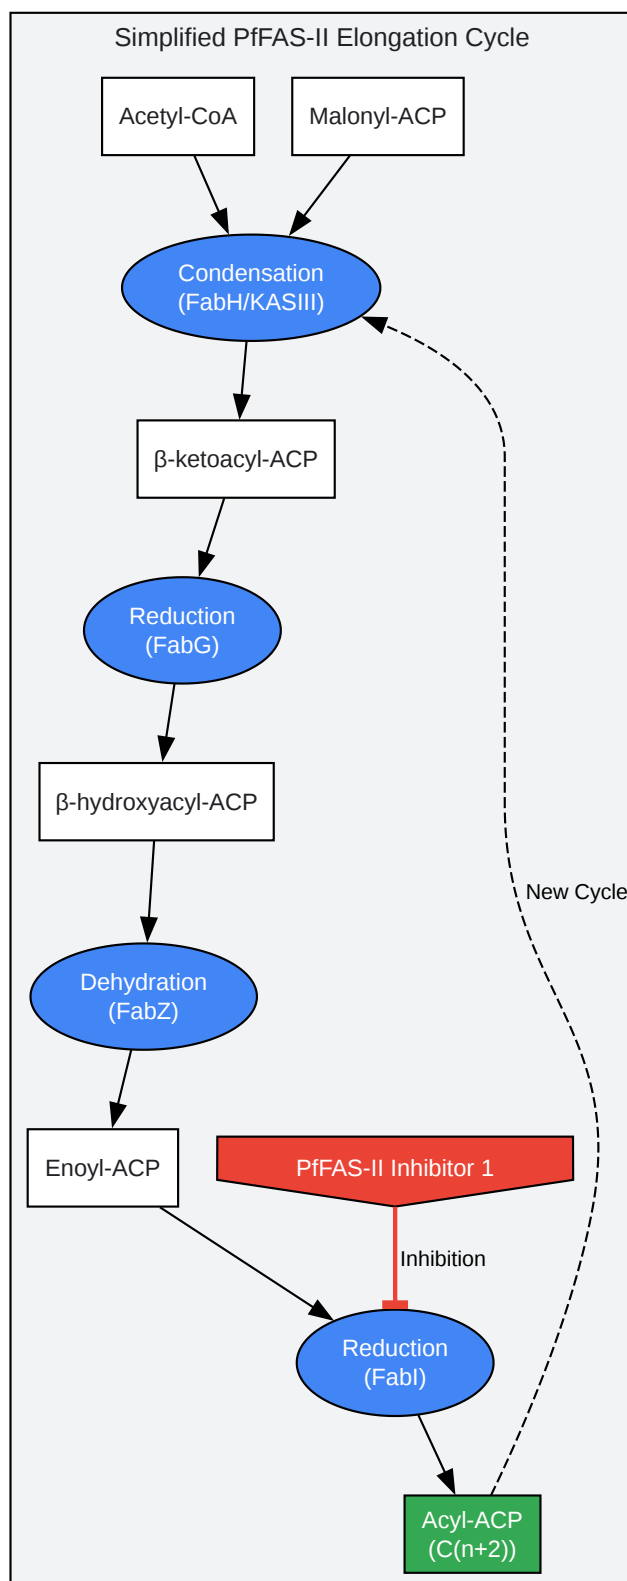 Simplified PfFAS-II Elongation Cycle
Acetyl-CoA
Malonyl-ACP
Condensation
(FabH/KASIII)
β-ketoacyl-ACP
Reduction
(FabG)
β-hydroxyacyl-ACP
New Cycle
Dehydration
(FabZ)
Enoyl-ACP
PfFAS-II Inhibitor 1
Inhibition
Reduction
(FabI)
Acyl-ACP
(C(n+2))